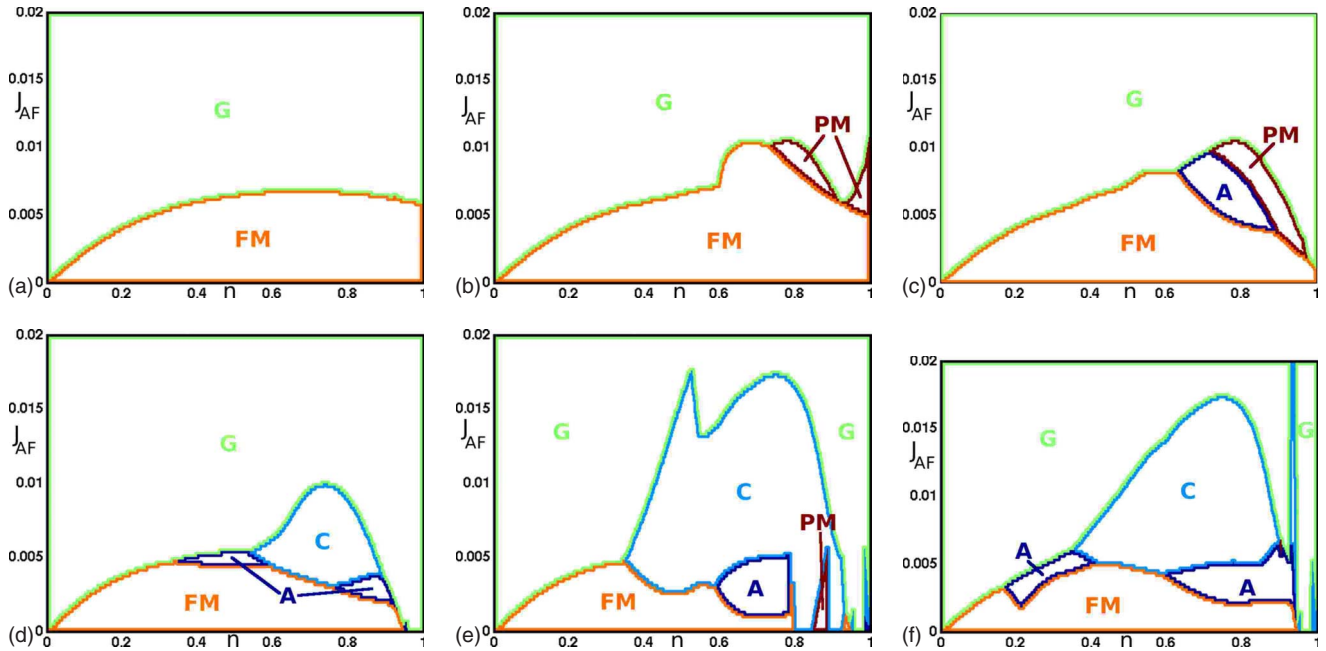 0.02 0.02 0.02
0.015 0.015 0.015
J_AF J_AF J_AF
G G G
PM PM
0.01 0.01 0.01
A
0.005 0.005 0.005
FM FM FM
(a) 0 (b) 0 (c) 0
0 0.2 0.4 n 0.6 0.8 1 0 0.2 0.4 n 0.6 0.8 1 0 0.2 0.4 n 0.6 0.8 1
0.02 0.02 0.02
0.015 0.015 0.015
J_AF J_AF J_AF
G G G G G
0.01 0.01 0.01
C C C
PM
0.005 0.005 0.005
A A A A
FM FM FM
(d) 0 (e) 0 (f) 0
0 0.2 0.4 n 0.6 0.8 1 0 0.2 0.4 n 0.6 0.8 1 0 0.2 0.4 n 0.6 0.8 1